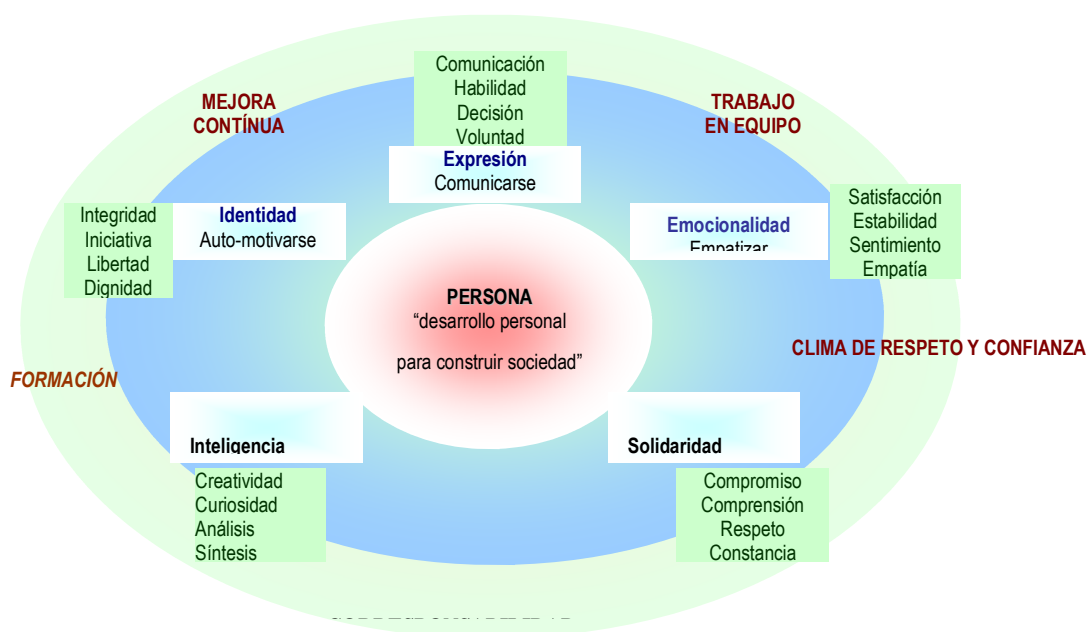 Comunicación
Habilidad
Decisión
Voluntad
Expresión
Comunicarse
MEJORA
CONTÍNUA
TRABAJO
EN EQUIPO
Integridad
Iniciativa
Libertad
Dignidad
Identidad
Auto-motivarse
Emocionalidad
Empatizar
Satisfacción
Estabilidad
Sentimiento
Empatía
PERSONA
“desarrollo personal
para construir sociedad”
CLIMA DE RESPETO Y CONFIANZA
FORMACIÓN
Inteligencia
Creatividad
Curiosidad
Análisis
Síntesis
Solidaridad
Compromiso
Comprensión
Respeto
Constancia